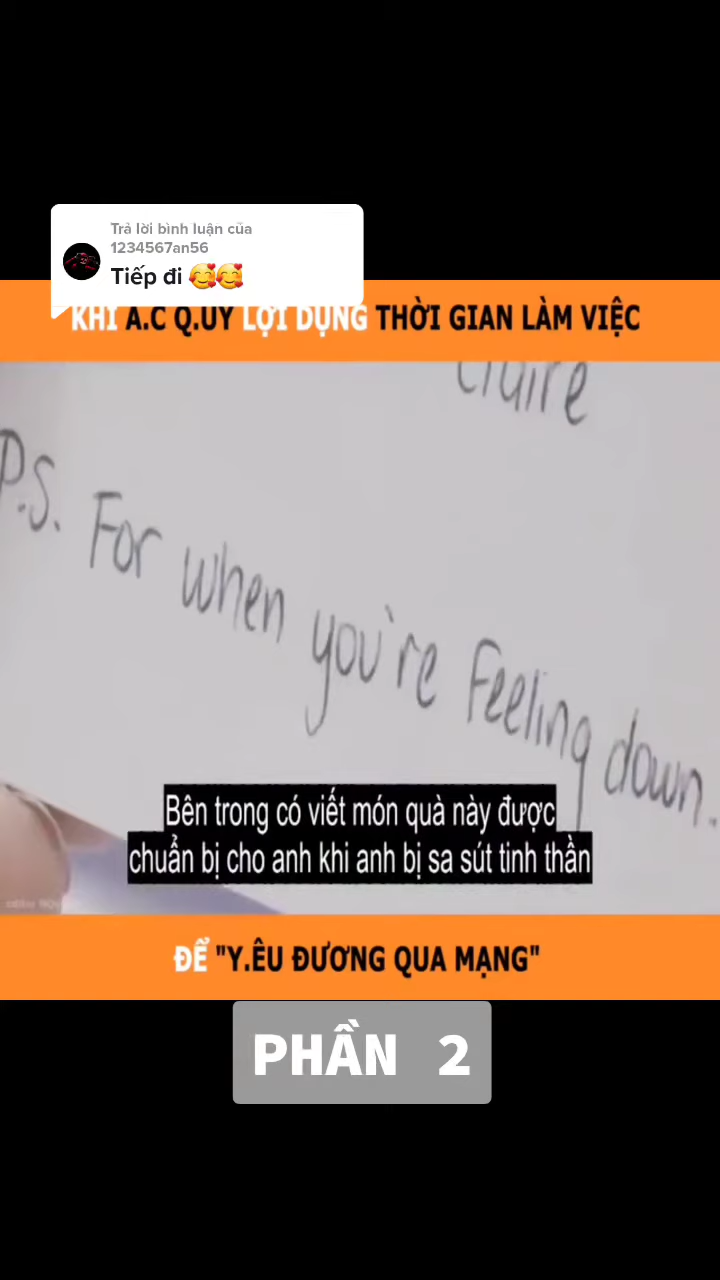 Trả lời bình luận của
1234567an56
Tiếp đi 🥰🥰
KHI A.C Q.UỶ LỢI DỤNG THỜI GIAN LÀM VIỆC
Claire
P.S. For when you're feeling down.
Bên trong có viết món quà này được
chuẩn bị cho anh khi anh bị sa sút tinh thần
ĐỂ "Y.ÊU ĐƯƠNG QUA MẠNG"
PHẦN 2